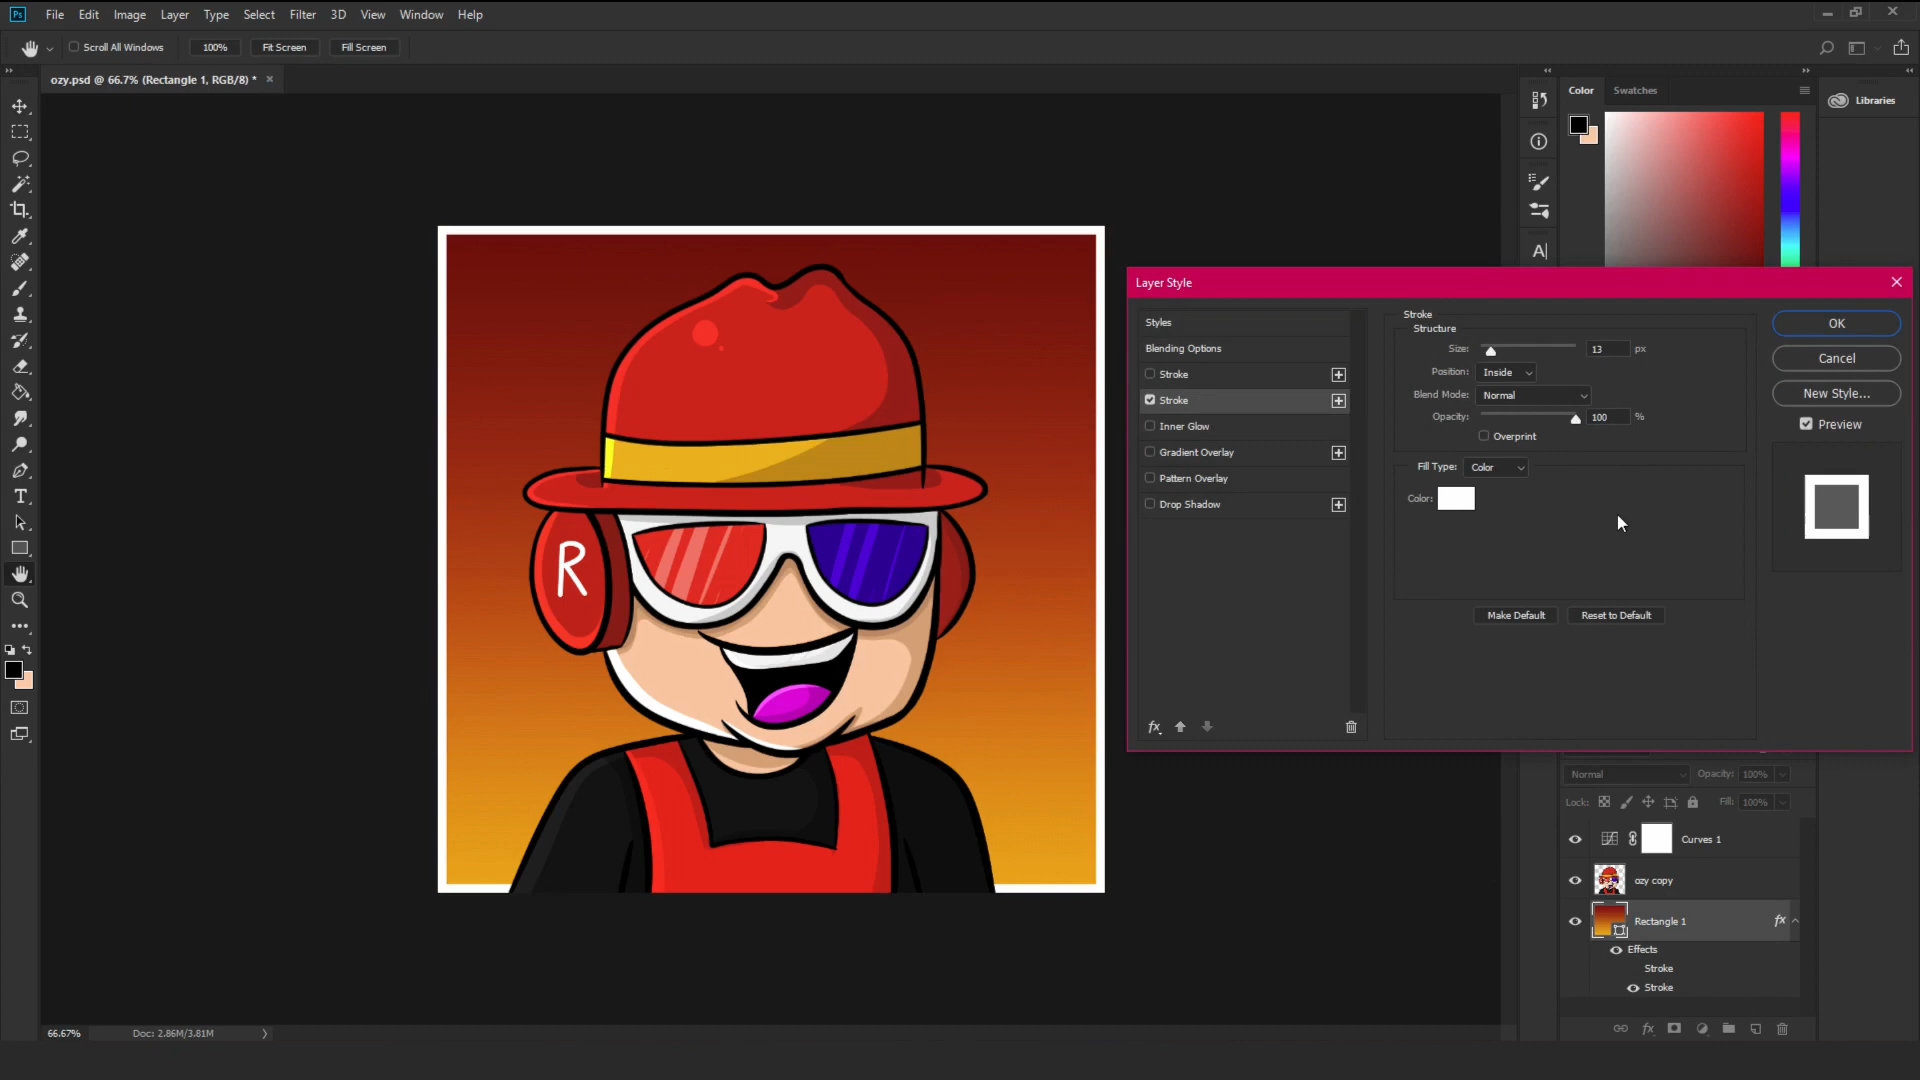 Ps File Edit Image Layer Type Select Filter 3D View Window Help
Scroll All Windows 100% Fit Screen Fill Screen
ozy.psd @ 66.7% (Rectangle 1, RGB/8) *
Color Swatches
Libraries
Layer Style
Styles
Blending Options
Stroke
Stroke
Inner Glow
Gradient Overlay
Pattern Overlay
Drop Shadow
fx
Stroke
Structure
Size: 13 px
Position: Inside
Blend Mode: Normal
Opacity: 100 %
Overprint
Fill Type: Color
Color:
Make Default Reset to Default
OK
Cancel
New Style...
Preview
R
Normal Opacity: 100%
Lock: Fill: 100%
Curves 1
ozy copy
Rectangle 1 fx
Effects
Stroke
Stroke
fx
66.67% Doc: 2.86M/3.81M